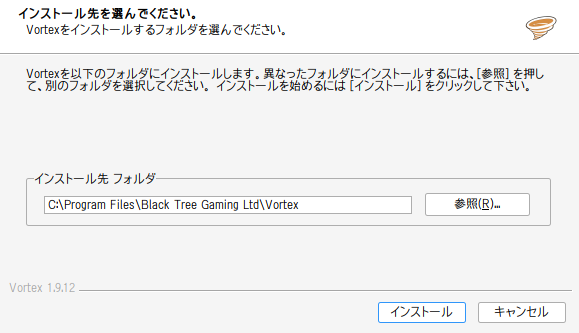 インストール先を選んでください。
Vortexをインストールするフォルダを選んでください。
Vortexを以下のフォルダにインストールします。異なったフォルダにインストールするには、[参照] を押し
て、別のフォルダを選択してください。 インストールを始めるには [インストール] をクリックして下さい。
インストール先 フォルダ
C:\Program Files\Black Tree Gaming Ltd\Vortex
参照(R)...
Vortex 1.9.12
インストール
キャンセル